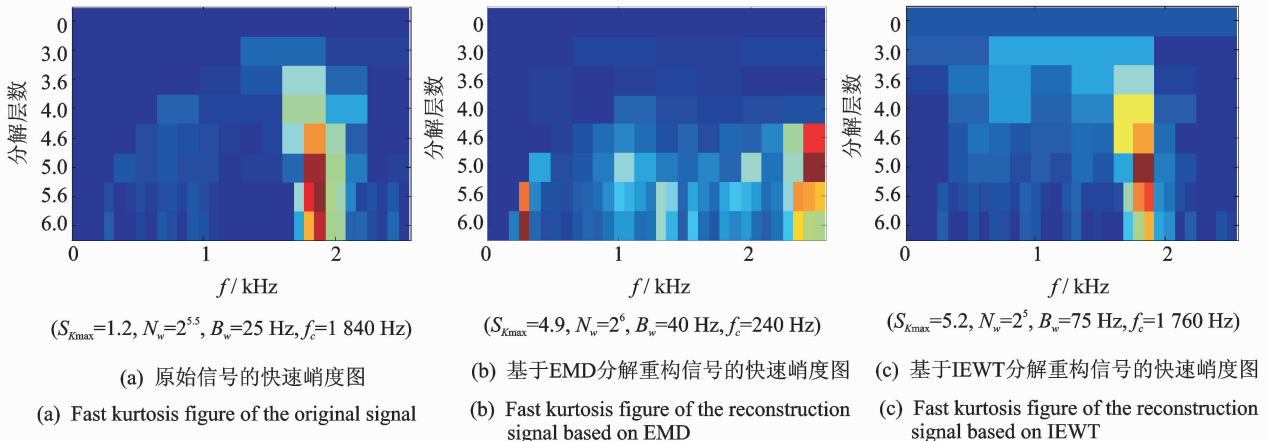 0
3.0
3.6
4.0
4.6
5.0
5.6
6.0
分解层数
0 1 2
f / kHz
(S_Kmax=1.2, N_w=2^5.5, B_w=25 Hz, f_c=1 840 Hz)
(a) 原始信号的快速峭度图
(a) Fast kurtosis figure of the original signal
0
3.0
3.6
4.0
4.6
5.0
5.6
6.0
分解层数
0 1 2
f / kHz
(S_Kmax=4.9, N_w=2^6, B_w=40 Hz, f_c=240 Hz)
(b) 基于EMD分解重构信号的快速峭度图
(b) Fast kurtosis figure of the reconstruction
signal based on EMD
0
3.0
3.6
4.0
4.6
5.0
5.6
6.0
分解层数
0 1 2
f / kHz
(S_Kmax=5.2, N_w=2^5, B_w=75 Hz, f_c=1 760 Hz)
(c) 基于IEWT分解重构信号的快速峭度图
(c) Fast kurtosis figure of the reconstruction
signal based on IEWT